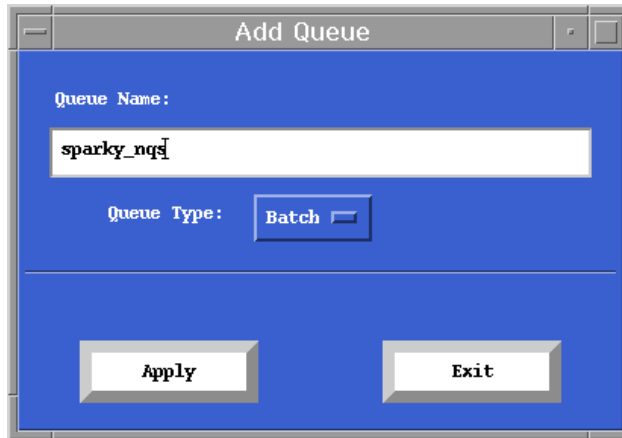 Add Queue
Queue Name:
sparky_nqs
Queue Type: Batch
Apply Exit